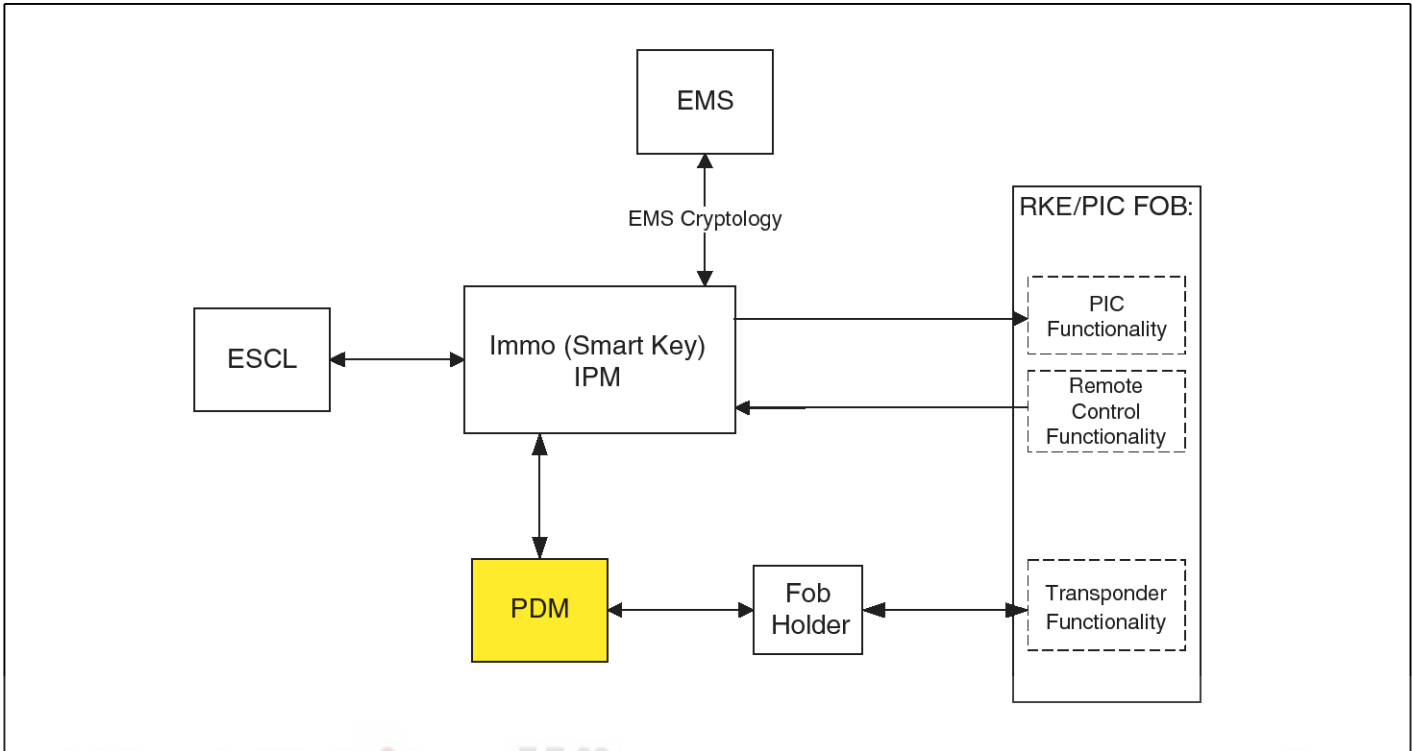 EMS
EMS Cryptology
RKE/PIC FOB:
PIC
Functionality
ESCL
Immo (Smart Key)
IPM
Remote
Control
Functionality
PDM
Fob
Holder
Transponder
Functionality